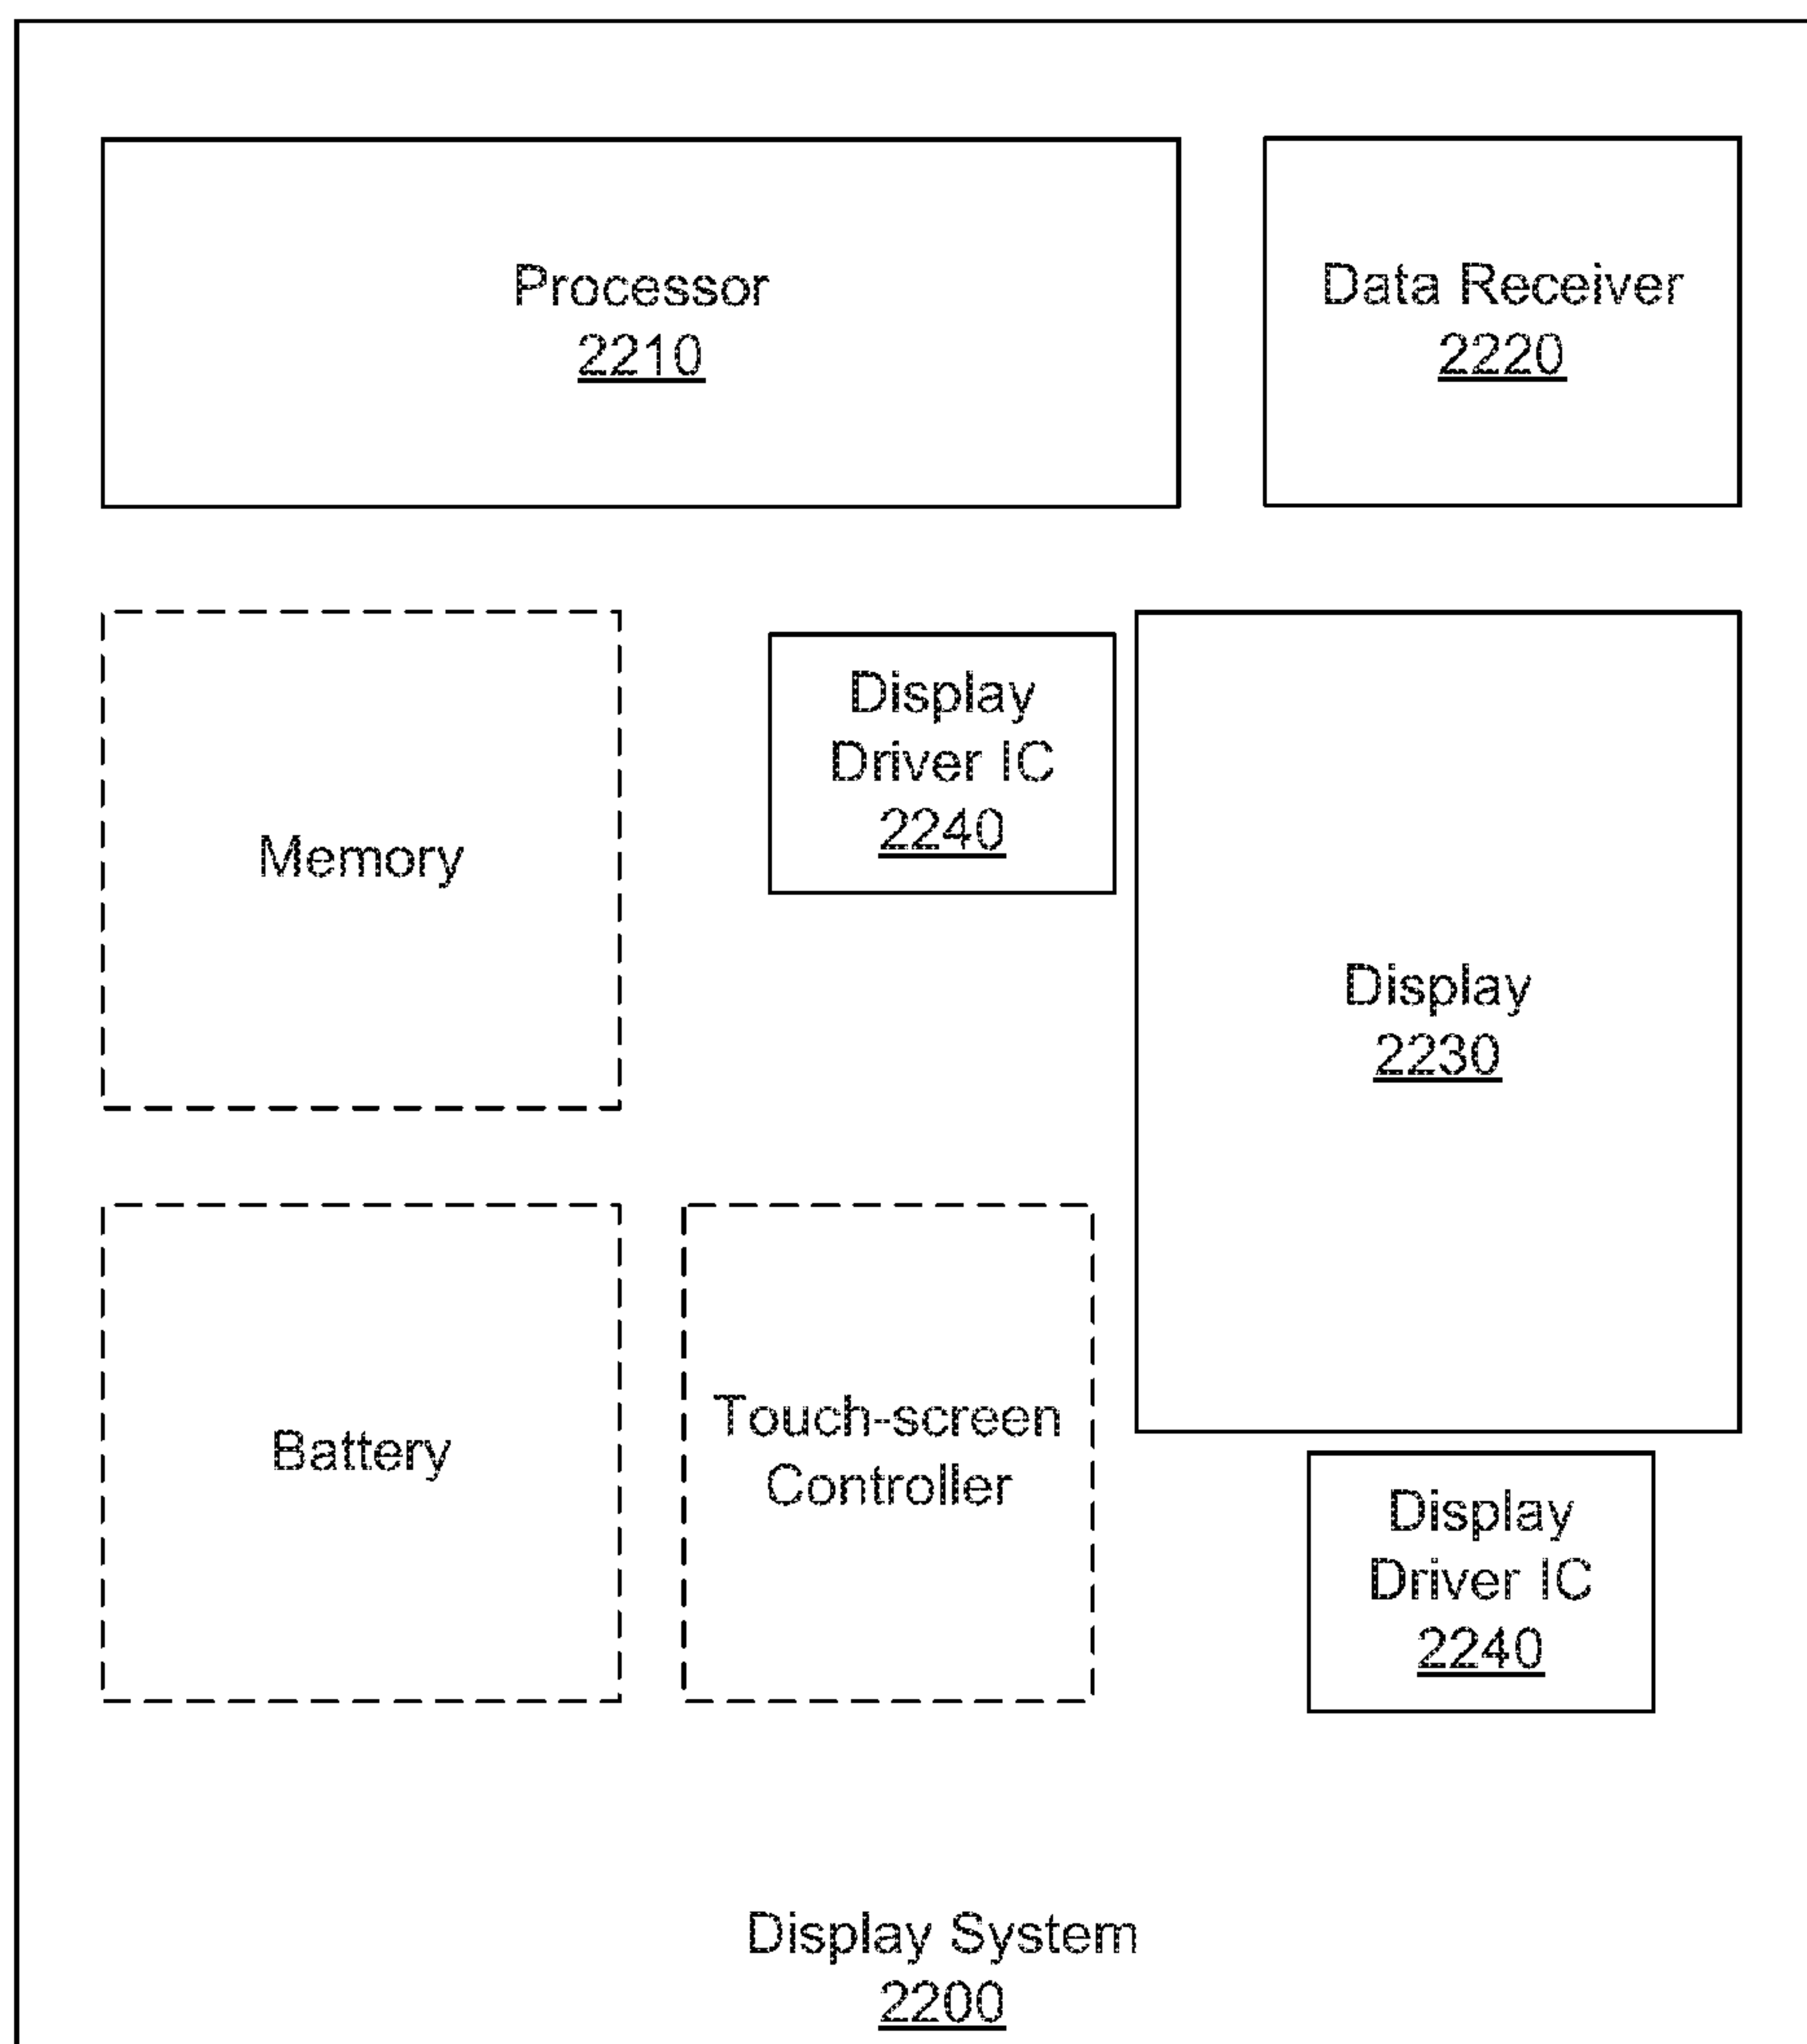 Processor
2210
Data Receiver
2220
Memory
Display
Driver IC
2240
Display
2230
Battery
Touch-screen
Controller
Display
Driver IC
2240
Display System
2200